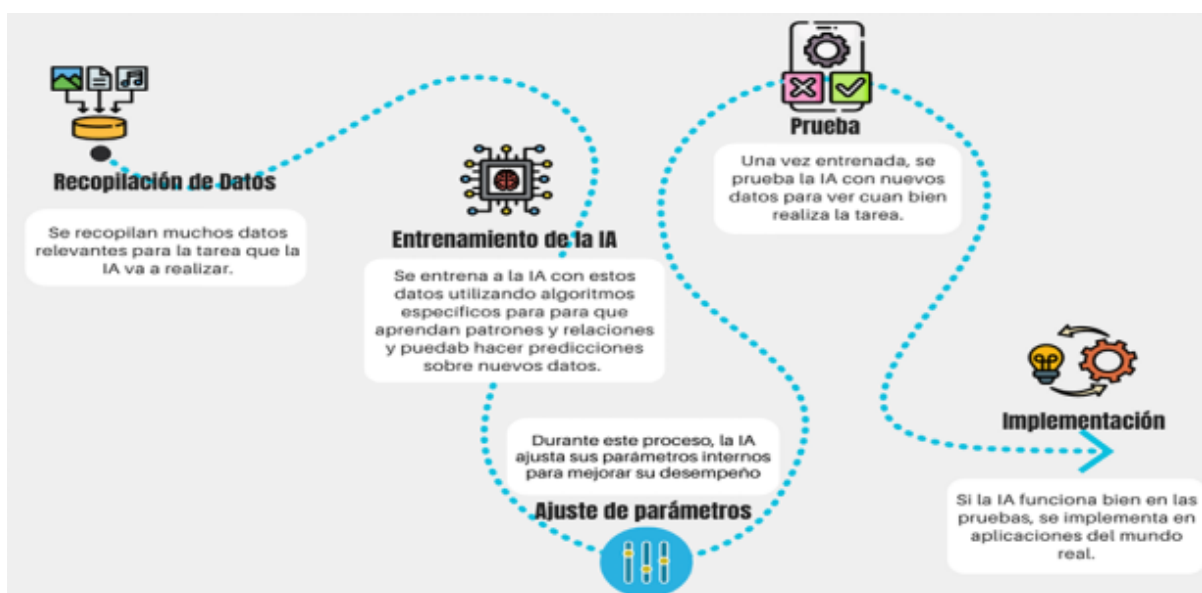 Recopilación de Datos
Se recopilan muchos datos
relevantes para la tarea que la
IA va a realizar.
Entrenamiento de la IA
Se entrena a la IA con estos
datos utilizando algoritmos
específicos para para que
aprendan patrones y relaciones
y puedab hacer predicciones
sobre nuevos datos.
Durante este proceso, la IA
ajusta sus parámetros internos
para mejorar su desempeño
Ajuste de parámetros
Prueba
Una vez entrenada, se
prueba la IA con nuevos
datos para ver cuan bien
realiza la tarea.
Implementación
Si la IA funciona bien en las
pruebas, se implementa en
aplicaciones del mundo
real.